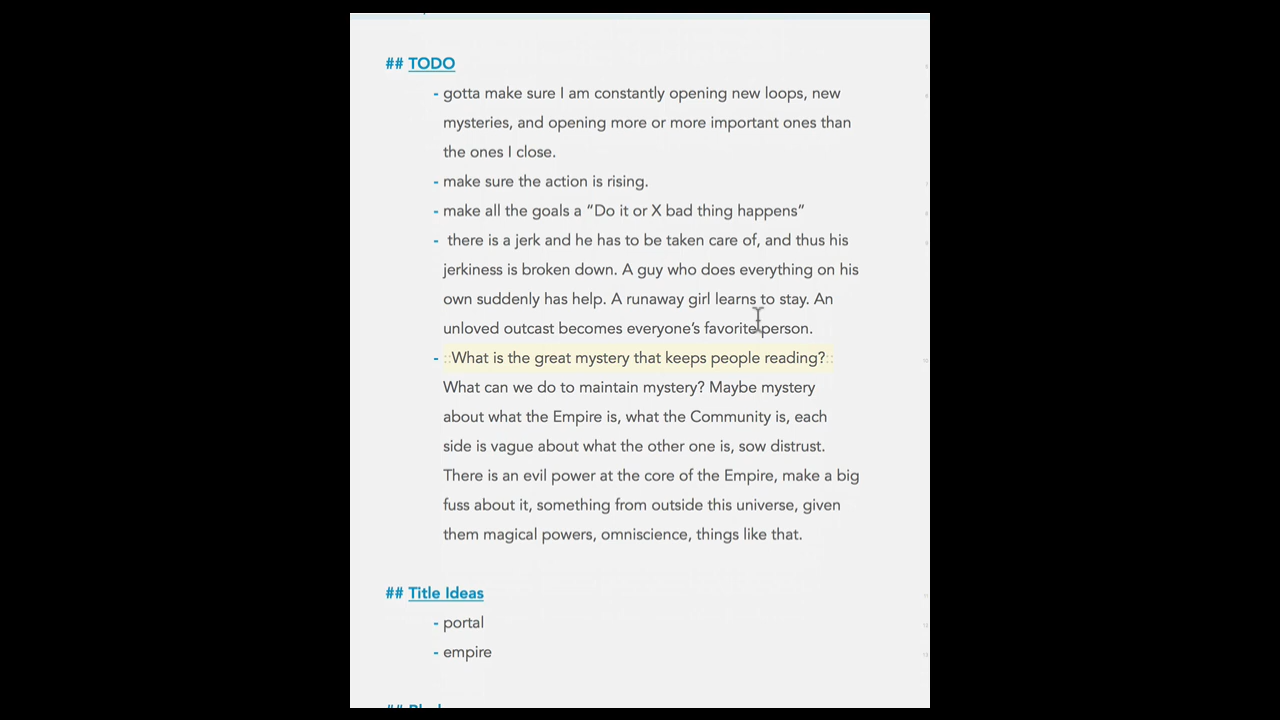 ## TODO
- gotta make sure I am constantly opening new loops, new
mysteries, and opening more or more important ones than
the ones I close.
- make sure the action is rising.
- make all the goals a “Do it or X bad thing happens”
- there is a jerk and he has to be taken care of, and thus his
jerkiness is broken down. A guy who does everything on his
own suddenly has help. A runaway girl learns to stay. An
unloved outcast becomes everyone’s favorite person.
- ::What is the great mystery that keeps people reading?::
What can we do to maintain mystery? Maybe mystery
about what the Empire is, what the Community is, each
side is vague about what the other one is, sow distrust.
There is an evil power at the core of the Empire, make a big
fuss about it, something from outside this universe, given
them magical powers, omniscience, things like that.
## Title Ideas
- portal
- empire